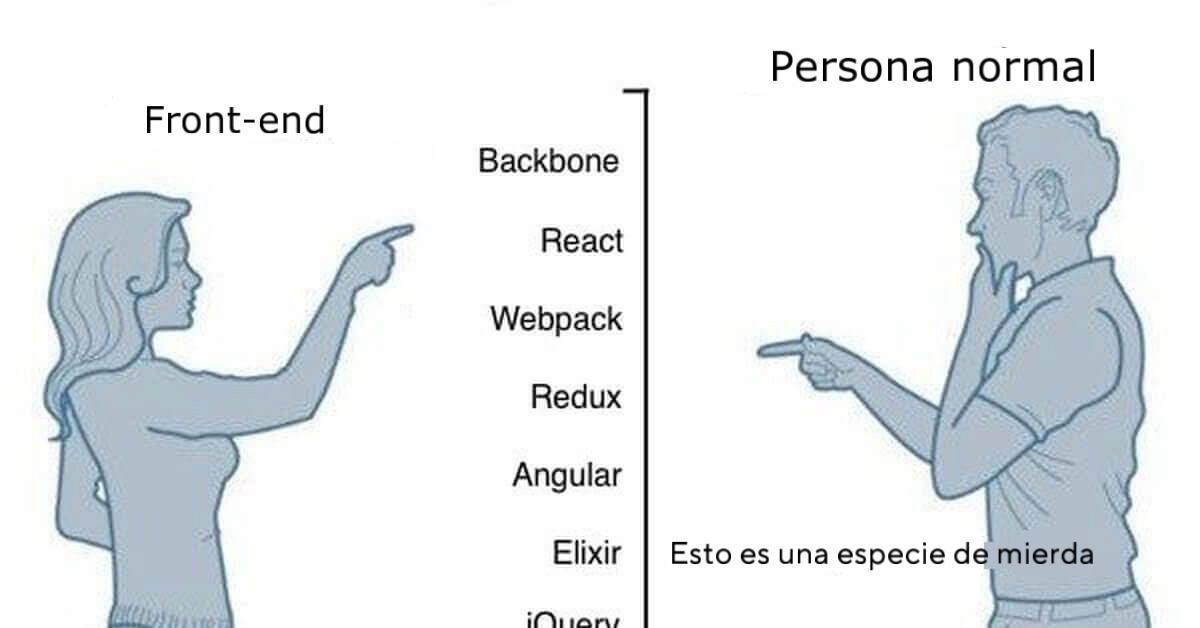 Persona normal
Front-end
Backbone
React
Webpack
Redux
Angular
Elixir
Esto es una especie de mierda
jQuery